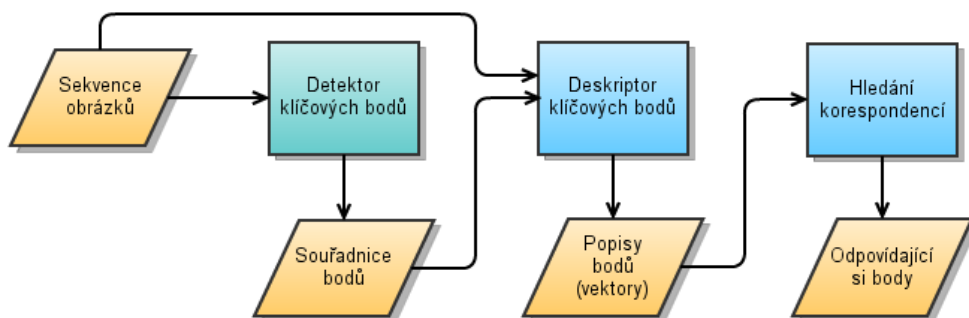 Sekvence
obrázků
Detektor
klíčových bodů
Deskriptor
klíčových bodů
Hledání
korespondencí
Souřadnice
bodů
Popisy
bodů
(vektory)
Odpovídající
si body